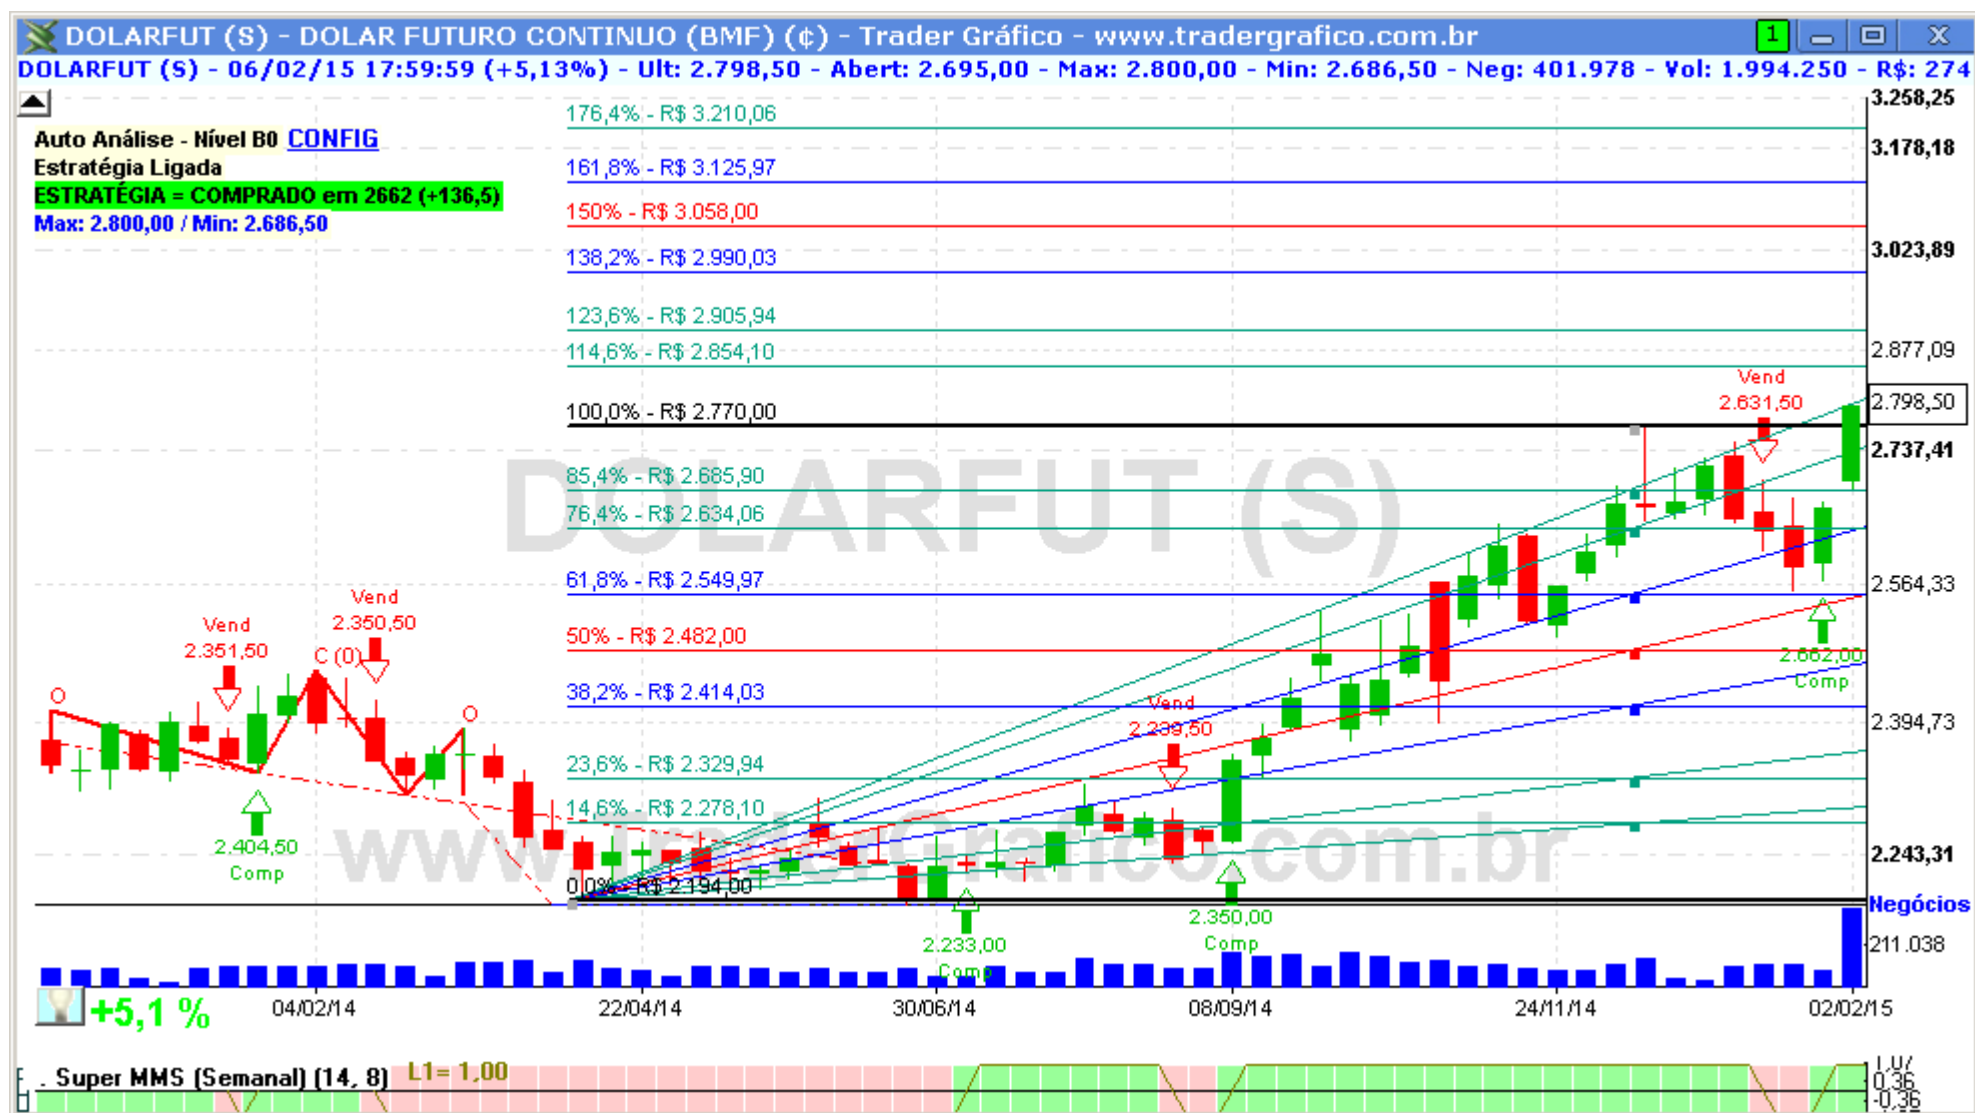 DOLARFUT (S) - DOLAR FUTURO CONTINUO (BMF) (¢) - Trader Gráfico - www.tradergrafico.com.br
1
DOLARFUT (S) - 06/02/15 17:59:59 (+5,13%) - Ult: 2.798,50 - Abert: 2.695,00 - Max: 2.800,00 - Min: 2.686,50 - Neg: 401.978 - Vol: 1.994.250 - R$: 274
Auto Análise - Nível B0 CONFIG
Estratégia Ligada
ESTRATÉGIA = COMPRADO em 2662 (+136,5)
Max: 2.800,00 / Min: 2.686,50
176,4% - R$ 3.210,06
161,8% - R$ 3.125,97
150% - R$ 3.058,00
138,2% - R$ 2.990,03
123,6% - R$ 2.905,94
114,6% - R$ 2.854,10
100,0% - R$ 2.770,00
85,4% - R$ 2.685,90
76,4% - R$ 2.634,06
61,8% - R$ 2.549,97
50% - R$ 2.482,00
38,2% - R$ 2.414,03
23,6% - R$ 2.329,94
14,6% - R$ 2.278,10
0,0% - R$ 2.194,00
3.258,25
3.178,18
3.023,89
2.877,09
2.798,50
2.737,41
2.564,33
2.394,73
2.243,31
Negócios
211.038
DOLARFUT (S)
www.TraderGrafico.com.br
O
Vend
2.351,50
2.404,50
Comp
C (0)
Vend
2.350,50
O
2.233,00
Comp
Vend
2.239,50
2.350,00
Comp
Vend
2.631,50
2.662,00
Comp
+5,1 %
04/02/14
22/04/14
30/06/14
08/09/14
24/11/14
02/02/15
. Super MMS (Semanal) (14, 8)
L1= 1,00
1,07
0,36
-0,36